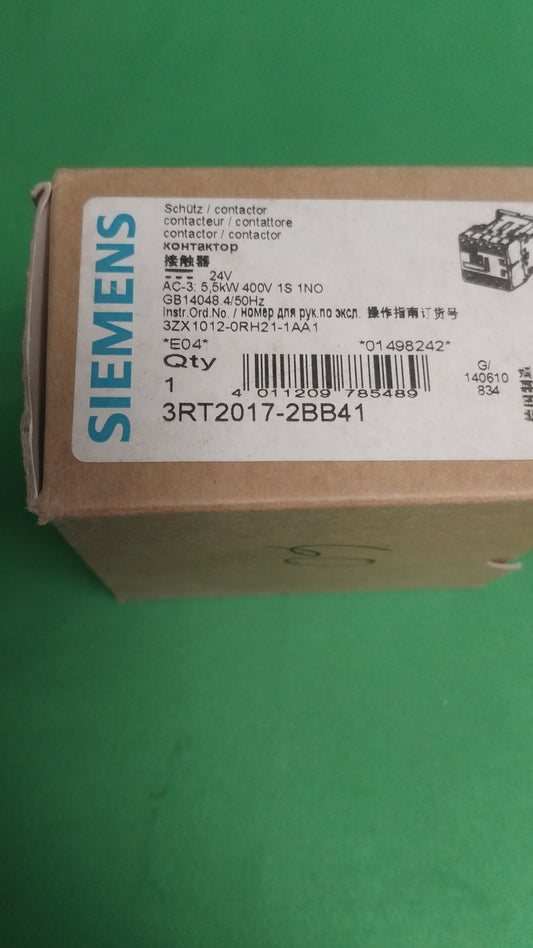 SIEMENS
Schütz / contactor
contacteur / contattore
contactor / contactor
контактор
接触器
24V
AC-3: 5,5kW 400V 1S 1NO
GB14048.4/50Hz
Instr.Ord.No. / номер для рук.по экспл. 操作指南订货号
3ZX1012-0RH21-1AA1
*E04* *01498242*
Qty
1
4 011209 785489
G/
140610
834
3RT2017-2BB41